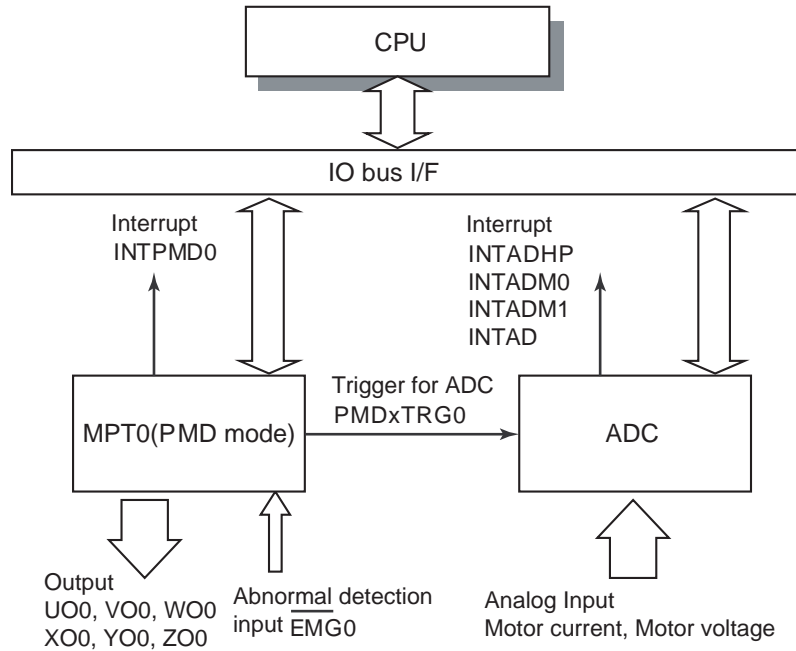 CPU
IO bus I/F
Interrupt
INTPMD0
Interrupt
INTADHP
INTADM0
INTADM1
INTAD
MPT0(PMD mode)
Trigger for ADC
PMDxTRG0
ADC
Output
UO0, VO0, WO0
XO0, YO0, ZO0
Abnormal detection
input EMG0
Analog Input
Motor current, Motor voltage